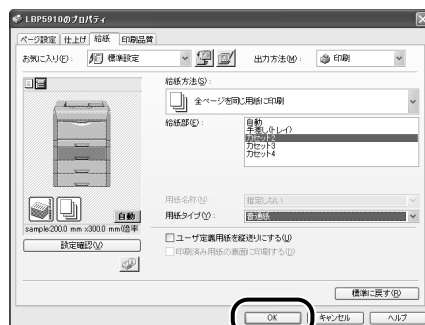 LBP5910のプロパティ
ページ設定 仕上げ 給紙 印刷品質
お気に入り(F): 標準設定
出力方法(M): 印刷
給紙方法(S):
全ページを同じ用紙に印刷
給紙部(E):
自動
手差し(トレイ)
カセット2
カセット3
カセット4
用紙名称(N): 指定しない
用紙タイプ(Y): 普通紙
自動
sample:200.0 mm x300.0 mm(倍率
設定確認(V)
ユーザ定義用紙を縦送りにする(U)
印刷済み用紙の裏面に印刷する(D)
標準に戻す(R)
OK キャンセル ヘルプ